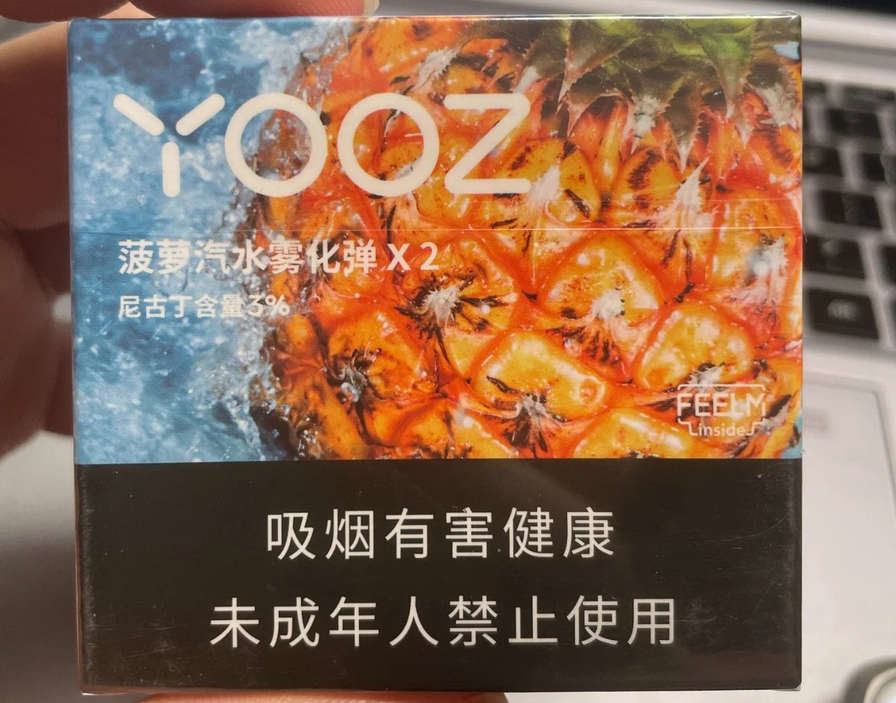 YOOZ
菠萝汽水雾化弹 X 2
尼古丁含量3%
FEELM
inside
吸烟有害健康
未成年人禁止使用